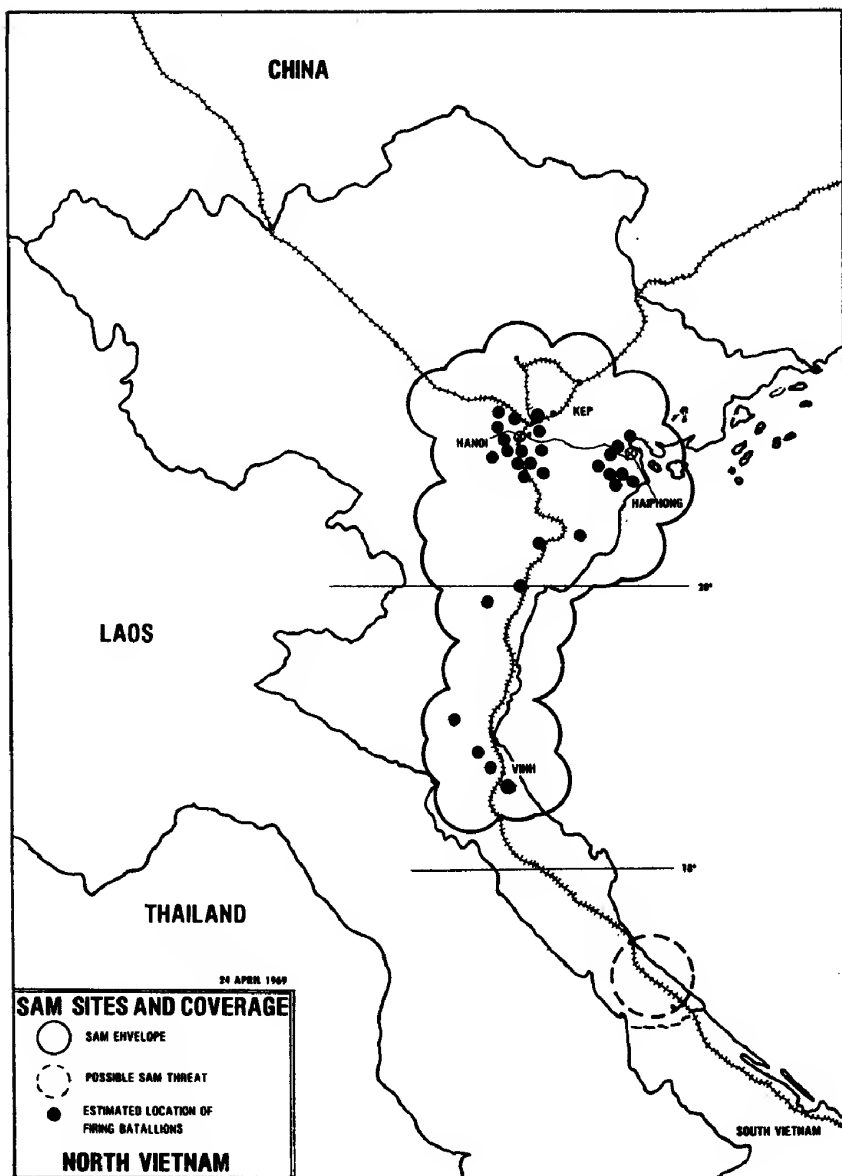 CHINA
KEP
HANOI
HAIPHONG
20°
LAOS
VINH
18°
THAILAND
24 APRIL 1969
SAM SITES AND COVERAGE
SAM ENVELOPE
POSSIBLE SAM THREAT
ESTIMATED LOCATION OF
FIRING BATALLIONS
NORTH VIETNAM
SOUTH VIETNAM